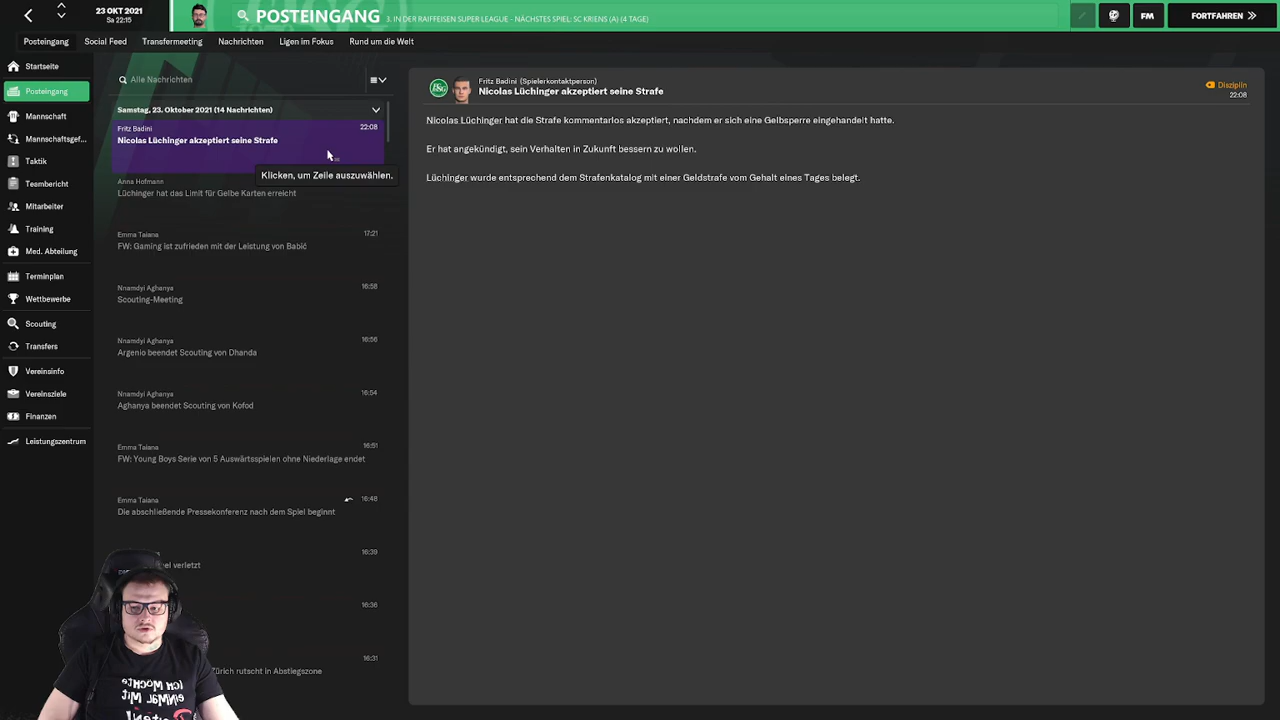 23 OKT 2021
Sa 22:15
POSTEINGANG
3. IN DER RAIFFEISEN SUPER LEAGUE - NÄCHSTES SPIEL: SC KRIENS (A) (4 TAGE)
FM
FORTFAHREN
Posteingang
Social Feed
Transfermeeting
Nachrichten
Ligen im Fokus
Rund um die Welt
Startseite
Posteingang
Mannschaft
Mannschaftsgef...
Taktik
Teambericht
Mitarbeiter
Training
Med. Abteilung
Terminplan
Wettbewerbe
Scouting
Transfers
Vereinsinfo
Vereinsziele
Finanzen
Leistungszentrum
Alle Nachrichten
Samstag, 23. Oktober 2021 (14 Nachrichten)
Fritz Badini
22:08
Nicolas Lüchinger akzeptiert seine Strafe
Klicken, um Zeile auszuwählen.
Anna Hofmann
Lüchinger hat das Limit für Gelbe Karten erreicht
Emma Taiana
17:21
FW: Gaming ist zufrieden mit der Leistung von Babić
Nnamdyi Aghanya
16:58
Scouting-Meeting
Nnamdyi Aghanya
16:56
Argenio beendet Scouting von Dhanda
Nnamdyi Aghanya
16:54
Aghanya beendet Scouting von Kofod
Emma Taiana
16:51
FW: Young Boys Serie von 5 Auswärtsspielen ohne Niederlage endet
Emma Taiana
16:48
Die abschließende Pressekonferenz nach dem Spiel beginnt
16:39
verletzt
16:36
16:31
Zürich rutscht in Abstiegszone
Fritz Badini (Spielerkontaktperson)
Nicolas Lüchinger akzeptiert seine Strafe
Disziplin
22:08
Nicolas Lüchinger hat die Strafe kommentarlos akzeptiert, nachdem er sich eine Gelbsperre eingehandelt hatte.
Er hat angekündigt, sein Verhalten in Zukunft bessern zu wollen.
Lüchinger wurde entsprechend dem Strafenkatalog mit einer Geldstrafe vom Gehalt eines Tages belegt.
ICH MÖCHTE
EINMAL MIT